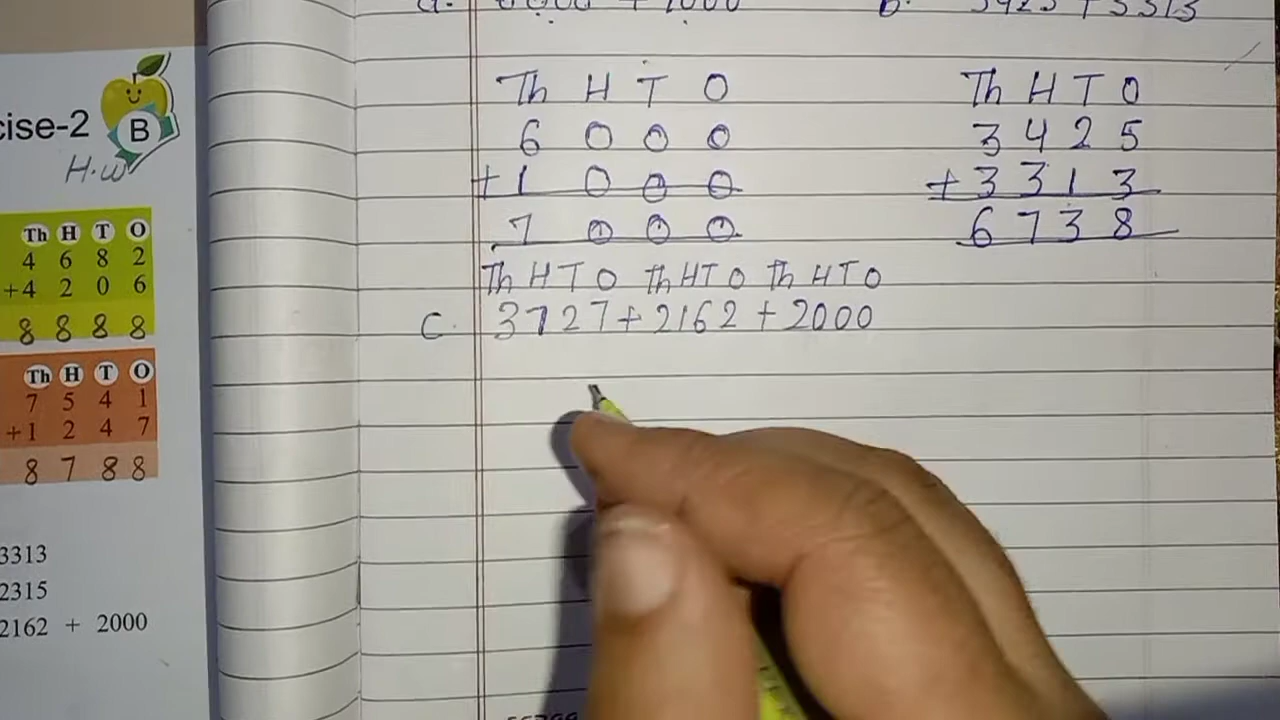 + 1000 B. 3425 + 3313
cise-2 B
H.W
Th H T O
4 6 8 2
+4 2 0 6
8 8 8 8
Th H T O
7 5 4 1
+1 2 4 7
8 7 8 8
3313
2315
2162 + 2000
Th H T O
6 0 0 0
+ 1 0 0 0
7 0 0 0
Th H T O
3 4 2 5
+ 3 3 1 3
6 7 3 8
Th H T O Th H T O Th H T O
C. 3727 + 2162 + 2000